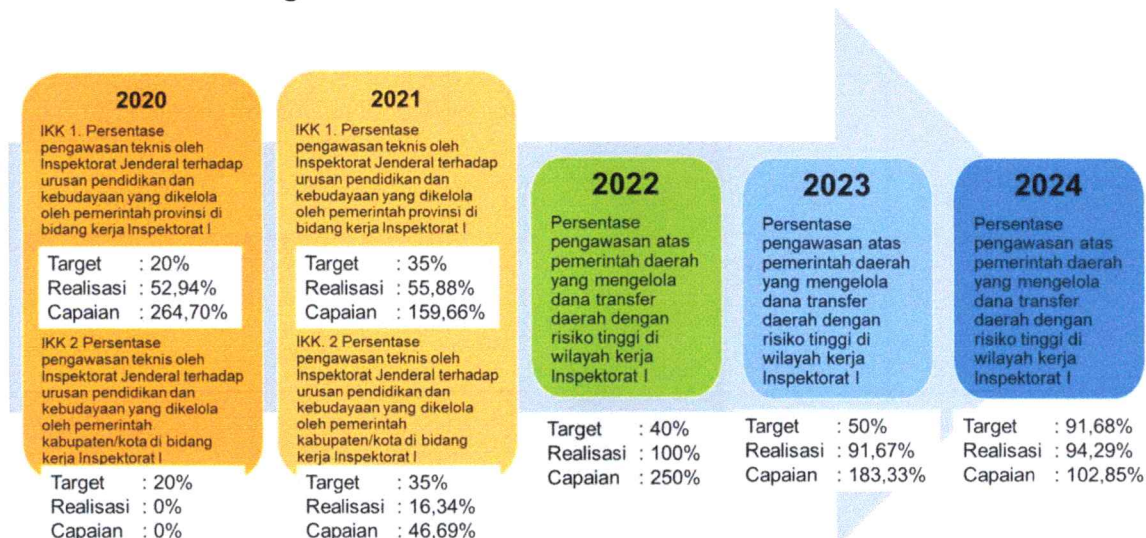 2020
IKK 1. Persentase
pengawasan teknis oleh
Inspektorat Jenderal terhadap
urusan pendidikan dan
kebudayaan yang dikelola
oleh pemerintah provinsi di
bidang kerja Inspektorat I
Target : 20%
Realisasi : 52,94%
Capaian : 264,70%
IKK 2 Persentase
pengawasan teknis oleh
Inspektorat Jenderal terhadap
urusan pendidikan dan
kebudayaan yang dikelola
oleh pemerintah
kabupaten/kota di bidang
kerja Inspektorat I
Target : 20%
Realisasi : 0%
Capaian : 0%
2021
IKK 1. Persentase
pengawasan teknis oleh
Inspektorat Jenderal terhadap
urusan pendidikan dan
kebudayaan yang dikelola
oleh pemerintah provinsi di
bidang kerja Inspektorat I
Target : 35%
Realisasi : 55,88%
Capaian : 159,66%
IKK. 2 Persentase
pengawasan teknis oleh
Inspektorat Jenderal terhadap
urusan pendidikan dan
kebudayaan yang dikelola
oleh pemerintah
kabupaten/kota di bidang
kerja Inspektorat I
Target : 35%
Realisasi : 16,34%
Capaian : 46,69%
2022
Persentase
pengawasan atas
pemerintah daerah
yang mengelola
dana transfer
daerah dengan
risiko tinggi di
wilayah kerja
Inspektorat I
Target : 40%
Realisasi : 100%
Capaian : 250%
2023
Persentase
pengawasan atas
pemerintah daerah
yang mengelola
dana transfer
daerah dengan
risiko tinggi di
wilayah kerja
Inspektorat I
Target : 50%
Realisasi : 91,67%
Capaian : 183,33%
2024
Persentase
pengawasan atas
pemerintah daerah
yang mengelola
dana transfer
daerah dengan
risiko tinggi di
wilayah kerja
Inspektorat I
Target : 91,68%
Realisasi : 94,29%
Capaian : 102,85%